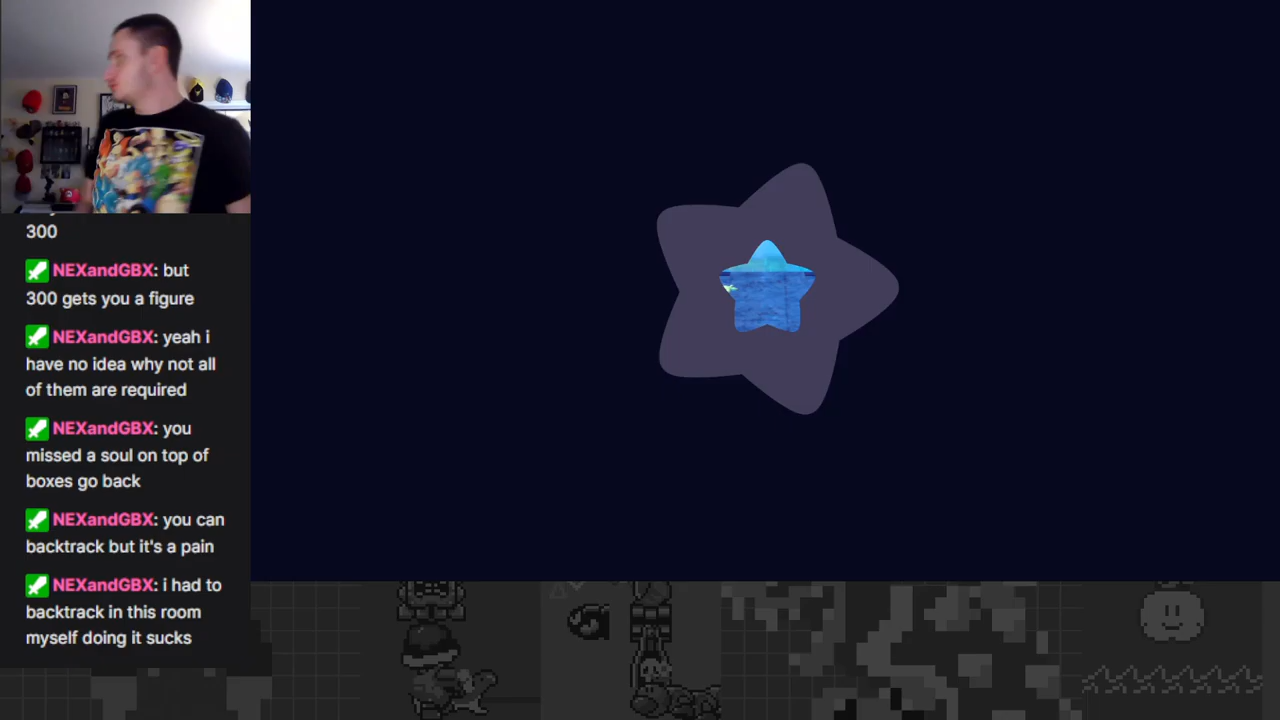 300
NEXandGBX: but
300 gets you a figure
NEXandGBX: yeah i
have no idea why not all
of them are required
NEXandGBX: you
missed a soul on top of
boxes go back
NEXandGBX: you can
backtrack but it's a pain
NEXandGBX: i had to
backtrack in this room
myself doing it sucks